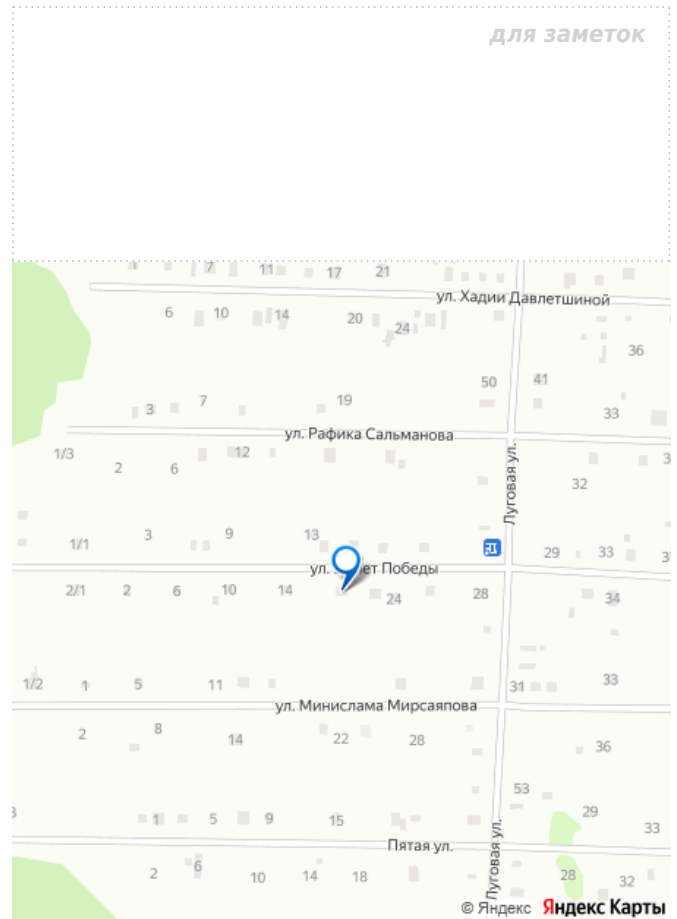 для заметок
7 11 17 21
ул. Хадии Давлетшиной
6 10 14 20 24
36
50 41
3 7 19 33
ул. Рафика Сальманова
1/3 2 6 12
Луговая ул.
32
1/1 3 9 13 29 33
ул. лет Победы
2/1 2 6 10 14 24 28 34
1/2 1 5 11 31 33
ул. Минислама Мирсаяпова
2 8 14 22 28 36
53
1 5 9 15 29 33
Пятая ул.
Луговая ул.
2 6 10 14 18 28 32
© Яндекс Яндекс Карты